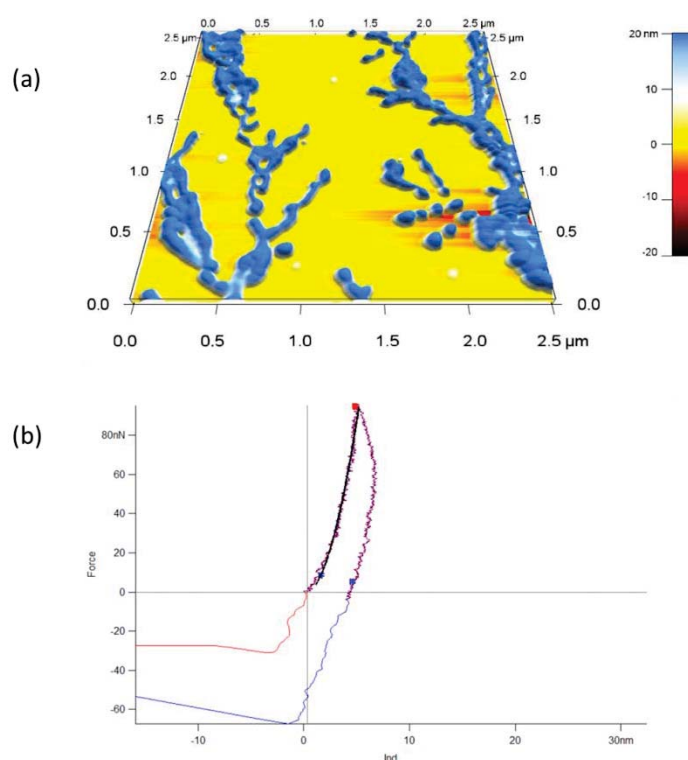 (a)
0.0 0.5 1.0 1.5 2.0 2.5 µm
2.5 µm 2.5 µm
2.0 2.0
1.5 1.5
1.0 1.0
0.5 0.5
0.0 0.0
0.0 0.5 1.0 1.5 2.0 2.5 µm
20 nm
10
0
-10
-20
(b)
80nN
60
40
20
0
-20
-40
-60
Force
-10 0 10 20 30nm
Ind